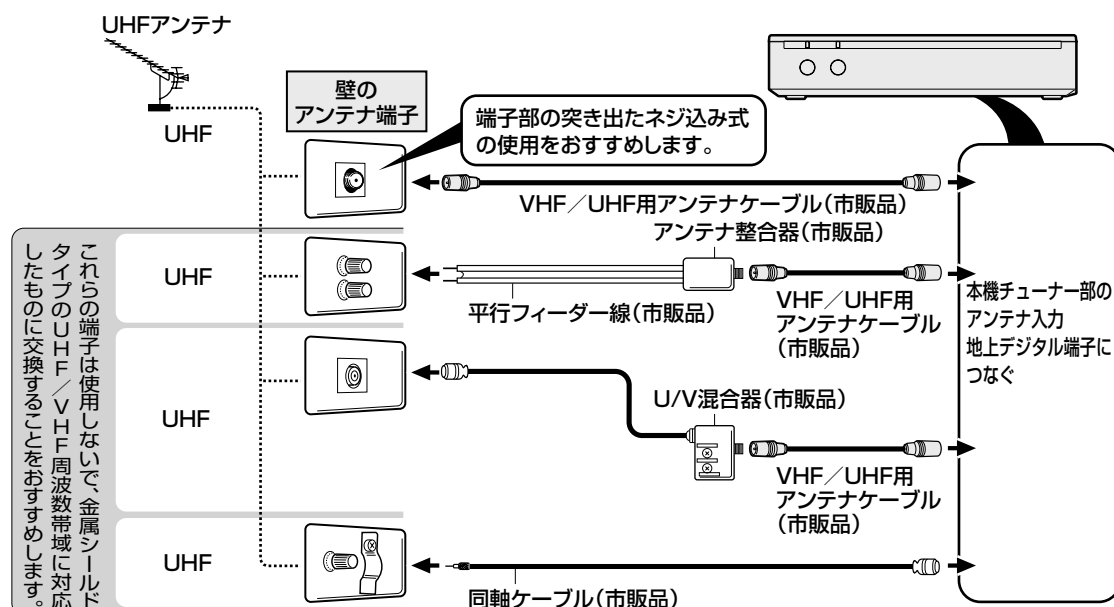 UHFアンテナ
壁の
アンテナ端子
端子部の突き出たネジ込み式
の使用をおすすめします。
UHF
VHF／UHF用アンテナケーブル（市販品）
アンテナ整合器（市販品）
UHF
平行フィーダー線（市販品）
VHF／UHF用
アンテナケーブル
（市販品）
本機チューナー部の
アンテナ入力
地上デジタル端子に
つなぐ
U/V混合器（市販品）
UHF
VHF／UHF用
アンテナケーブル
（市販品）
UHF
同軸ケーブル（市販品）
これらの端子は使用しないで、金属シールド
タイプのUHF／VHF周波数帯域に対応
したものに交換することをおすすめします。